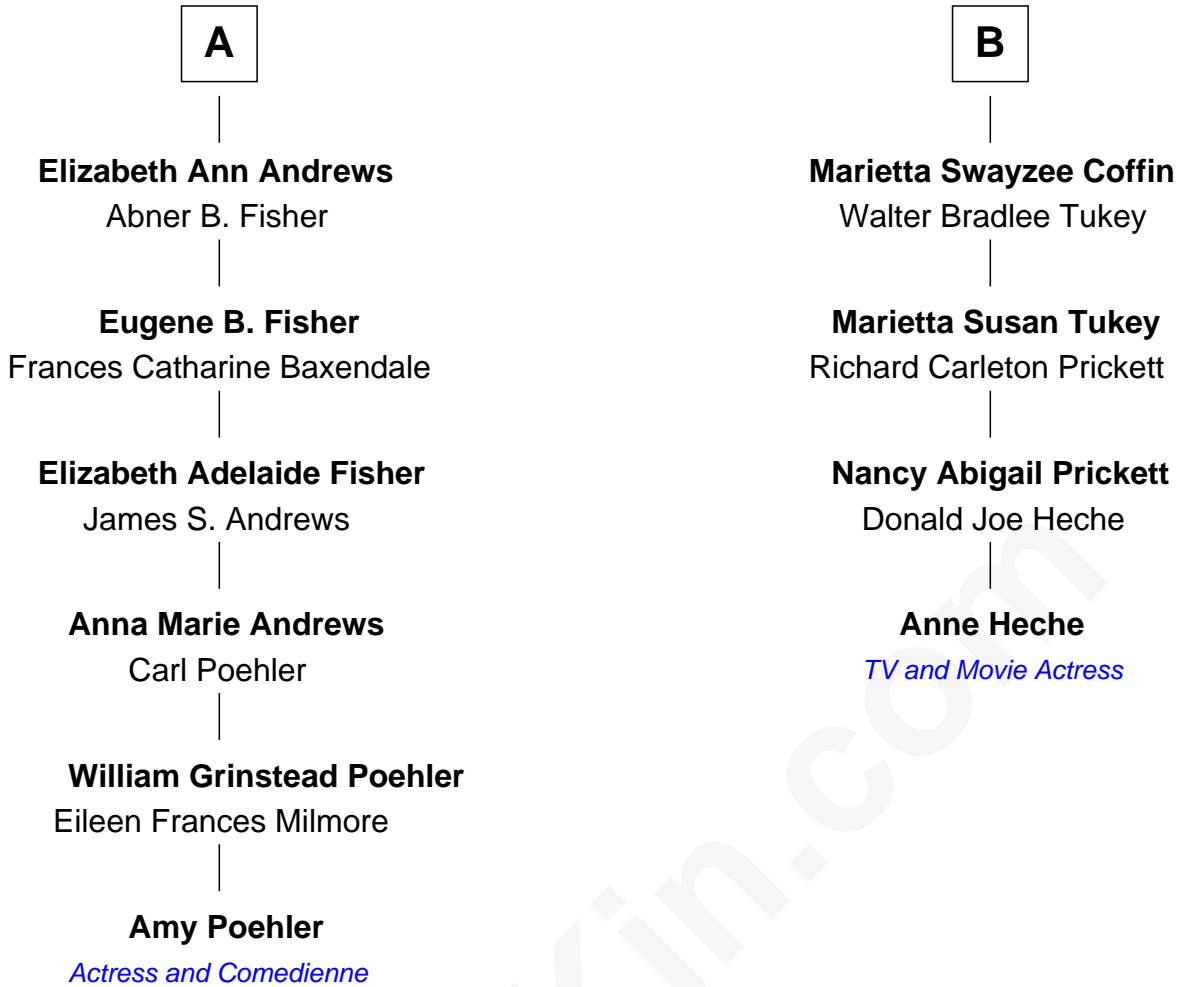 A
Elizabeth Ann Andrews
Abner B. Fisher
Eugene B. Fisher
Frances Catharine Baxendale
Elizabeth Adelaide Fisher
James S. Andrews
Anna Marie Andrews
Carl Poehler
William Grinstead Poehler
Eileen Frances Milmore
Amy Poehler
Actress and Comedienne
B
Marietta Swayzee Coffin
Walter Bradlee Tukey
Marietta Susan Tukey
Richard Carleton Prickett
Nancy Abigail Prickett
Donald Joe Heche
Anne Heche
TV and Movie Actress
Kin.com